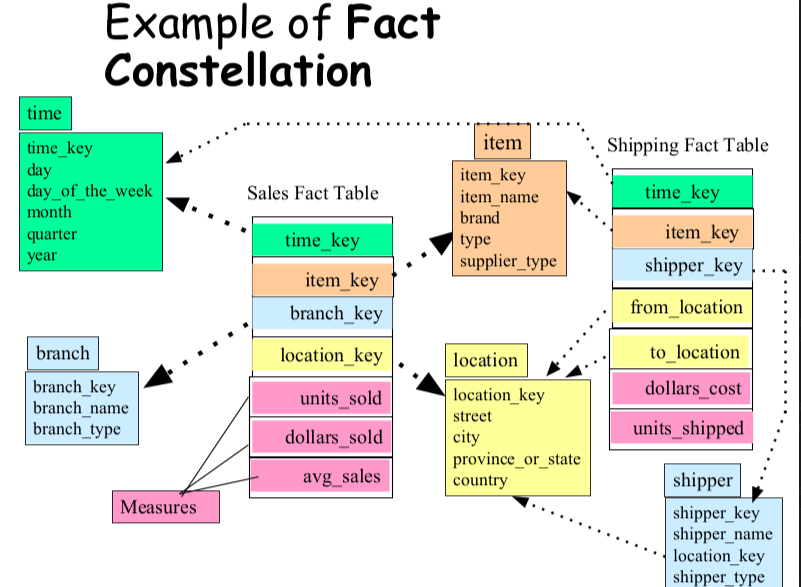 Example of Fact
Constellation
time
time_key
day
day_of_the_week
month
quarter
year
Sales Fact Table
time_key
item_key
branch_key
location_key
units_sold
dollars_sold
avg_sales
Measures
branch
branch_key
branch_name
branch_type
item
item_key
item_name
brand
type
supplier_type
location
location_key
street
city
province_or_state
country
Shipping Fact Table
time_key
item_key
shipper_key
from_location
to_location
dollars_cost
units_shipped
shipper
shipper_key
shipper_name
location_key
shipper_type